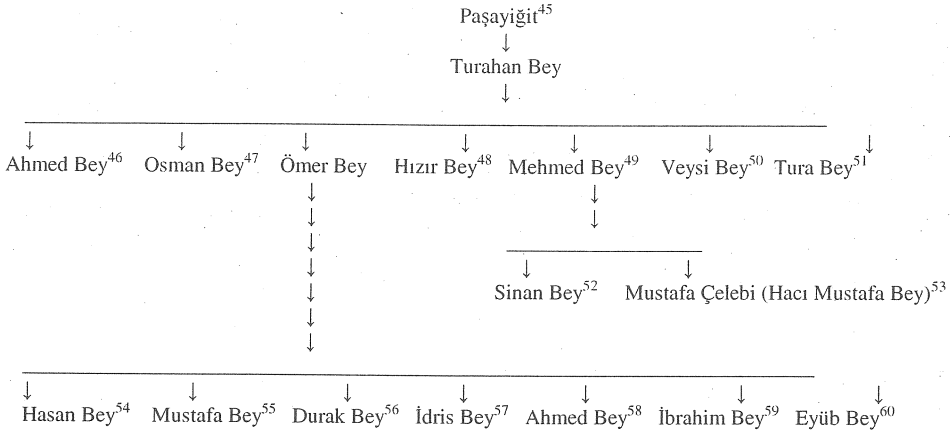 Paşayiğit45
Turahan Bey
Ahmed Bey46 Osman Bey47 Ömer Bey Hızır Bey48 Mehmed Bey49 Veysi Bey50 Tura Bey51
Sinan Bey52 Mustafa Çelebi (Hacı Mustafa Bey)53
Hasan Bey54 Mustafa Bey55 Durak Bey56 İdris Bey57 Ahmed Bey58 İbrahim Bey59 Eyüb Bey60